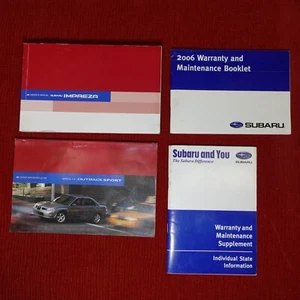 IMPREZA
2006 Warranty and
Maintenance Booklet
SUBARU
OUTBACK SPORT
Subaru and You
The Subaru Difference
SUBARU
Warranty and
Maintenance
Supplement
Individual State
Information